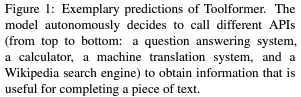 Figure 1: Exemplary predictions of Toolformer. The
model autonomously decides to call different APIs
(from top to bottom: a question answering system,
a calculator, a machine translation system, and a
Wikipedia search engine) to obtain information that is
useful for completing a piece of text.